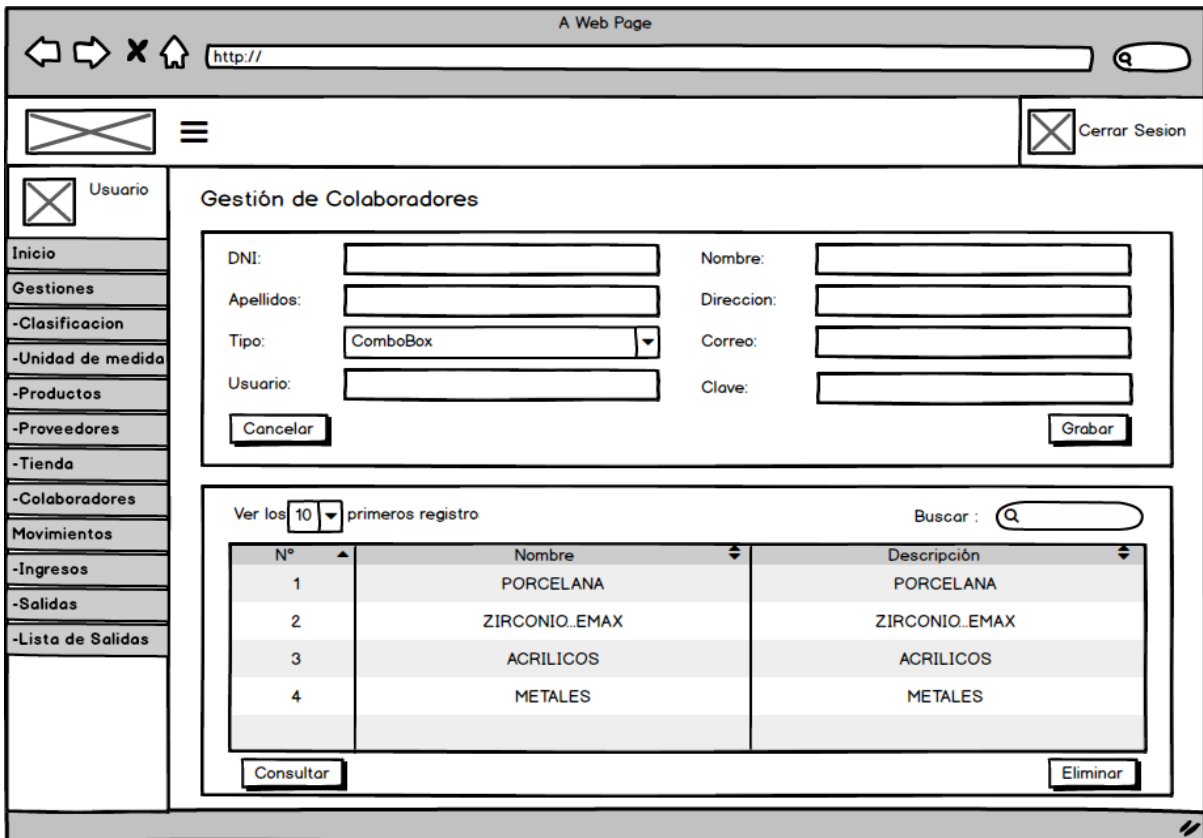 A Web Page
http://
Cerrar Sesion
Usuario
Inicio
Gestiones
-Clasificacion
-Unidad de medida
-Productos
-Proveedores
-Tienda
-Colaboradores
Movimientos
-Ingresos
-Salidas
-Lista de Salidas
Gestión de Colaboradores
DNI: Nombre:
Apellidos: Direccion:
Tipo: ComboBox Correo:
Usuario: Clave:
Cancelar Grabar
Ver los 10 primeros registro Buscar :
N° Nombre Descripción
1 PORCELANA PORCELANA
2 ZIRCONIO..EMAX ZIRCONIO..EMAX
3 ACRILICOS ACRILICOS
4 METALES METALES
Consultar Eliminar